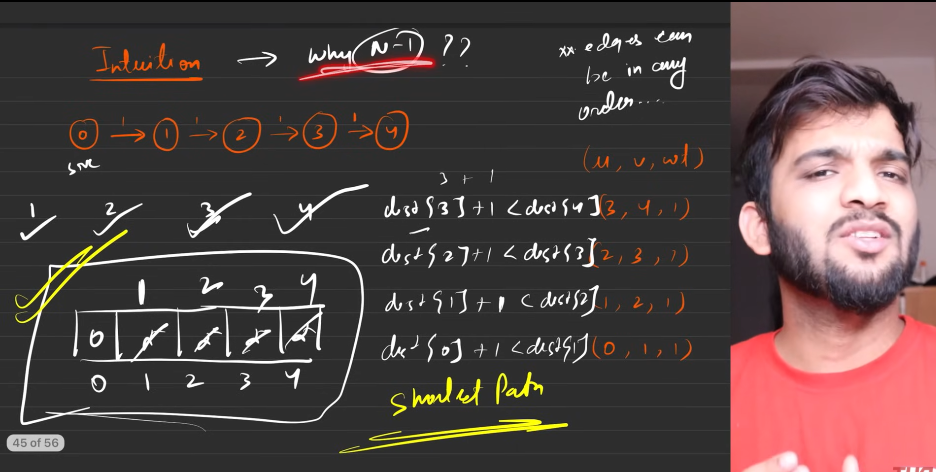 Intuition → Why N-1 ??
** edges can
be in any
order....
0 1→ 1 1→ 2 1→ 3 1→ 4
src
(u, v, wt)
3 + 1
1 2 3 4
dist[3] + 1 < dist[4] (3, 4, 1)
dist[2] + 1 < dist[3] (2, 3, 1)
dist[1] + 1 < dist[2] (1, 2, 1)
dist[0] + 1 < dist[1] (0, 1, 1)
1 2 3 4
0
0 1 2 3 4
Shortest Path
45 of 56